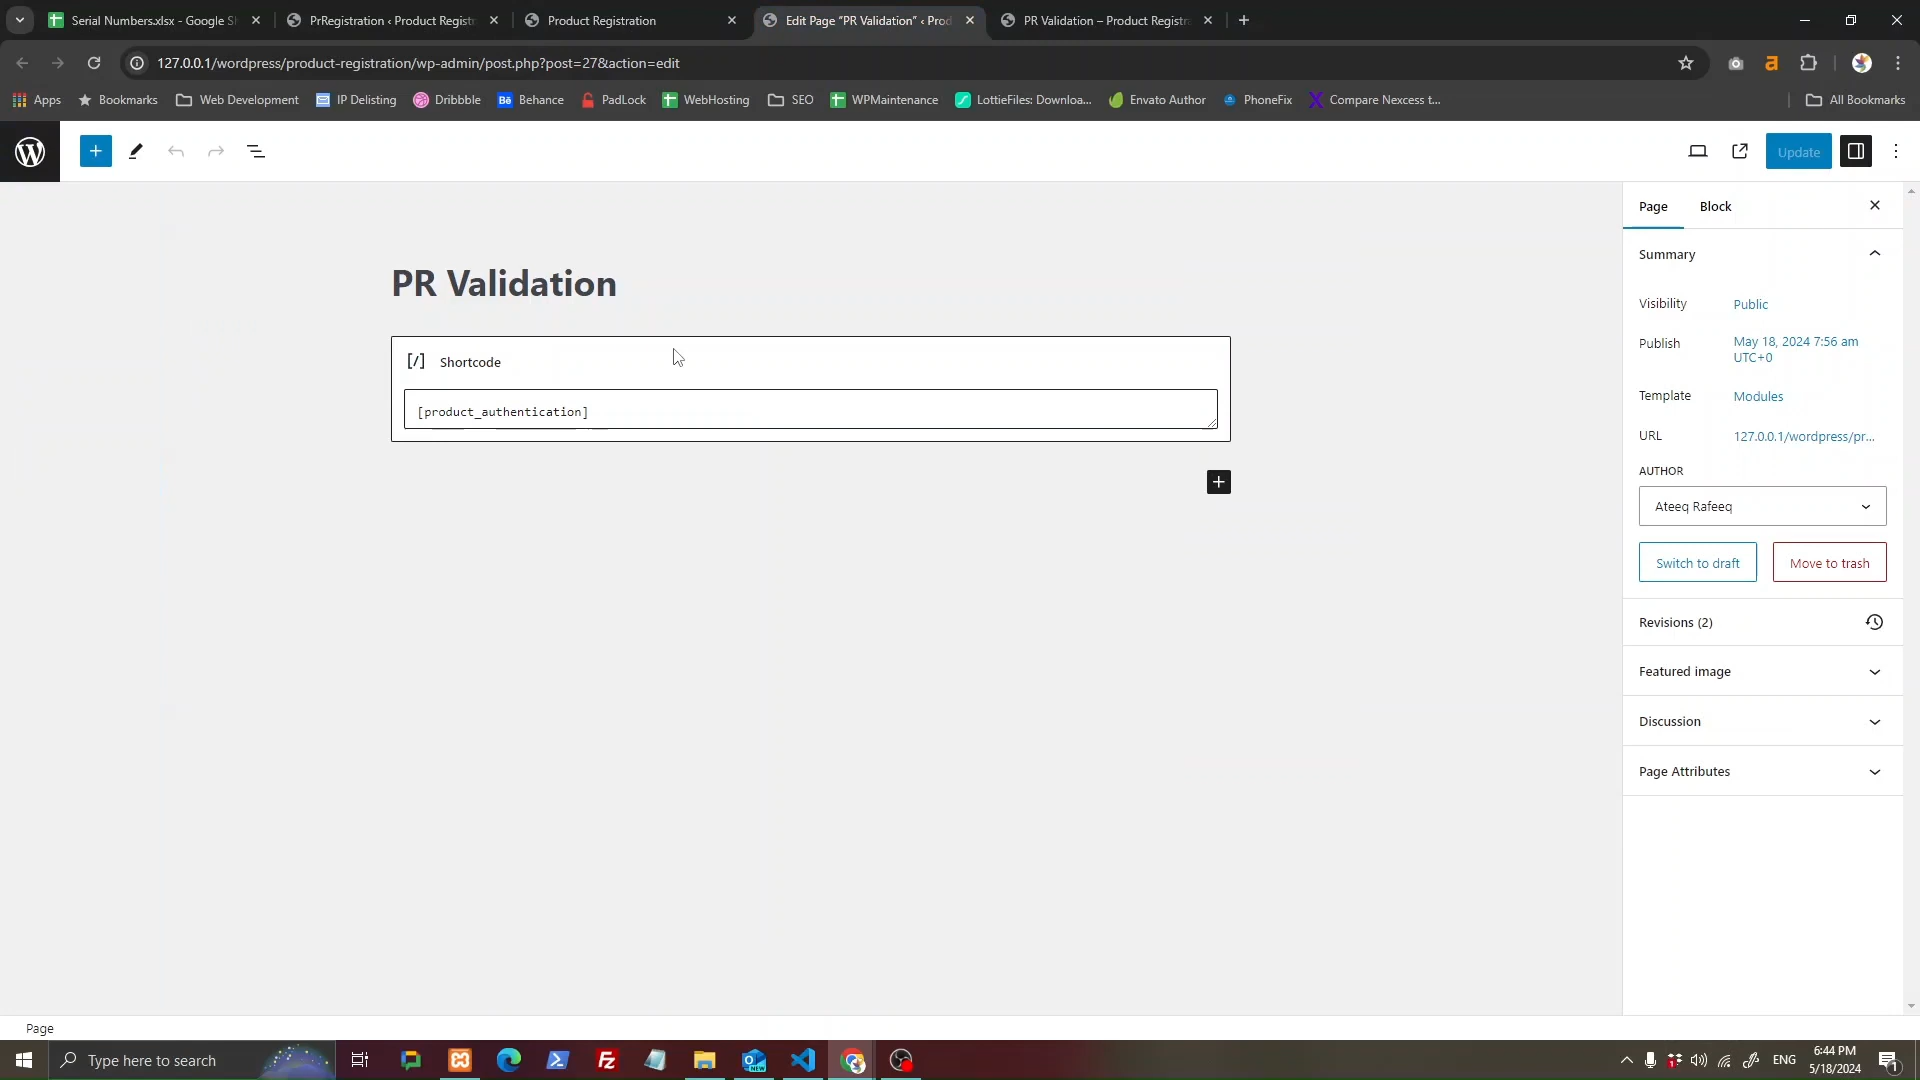 Serial Numbers.xlsx - Google Sh
PrRegistration ‹ Product Registr
Product Registration
Edit Page “PR Validation” ‹ Prod
PR Validation – Product Registra
127.0.0.1/wordpress/product-registration/wp-admin/post.php?post=27&action=edit
Apps
Bookmarks
Web Development
IP Delisting
Dribbble
Bē Behance
PadLock
WebHosting
SEO
WPMaintenance
LottieFiles: Downloa...
Envato Author
PhoneFix
Compare Nexcess t...
All Bookmarks
Update
Page
Block
PR Validation
[/] Shortcode
[product_authentication]
Summary
Visibility
Public
Publish
May 18, 2024 7:56 am
UTC+0
Template
Modules
URL
127.0.0.1/wordpress/pr...
AUTHOR
Ateeq Rafeeq
Switch to draft
Move to trash
Revisions (2)
Featured image
Discussion
Page Attributes
Page
Type here to search
NEW
ENG
6:44 PM
5/18/2024
1